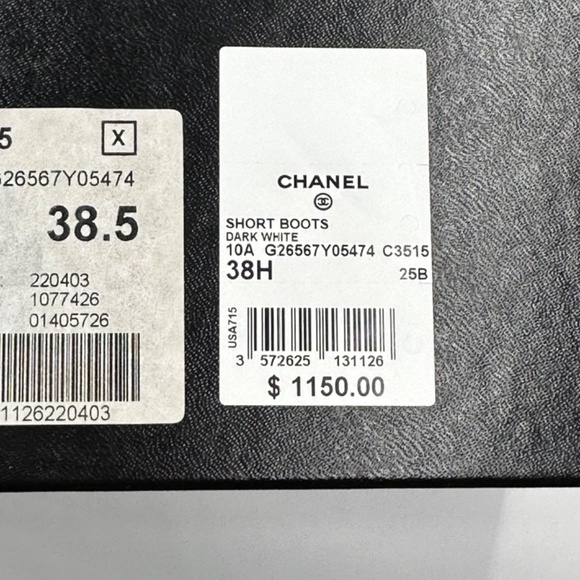 5 X
G26567Y05474
38.5
220403
1077426
01405726
1126220403
CHANEL
SHORT BOOTS
DARK WHITE
10A G26567Y05474 C3515
38H 25B
USA715
3 572625 131126
$ 1150.00